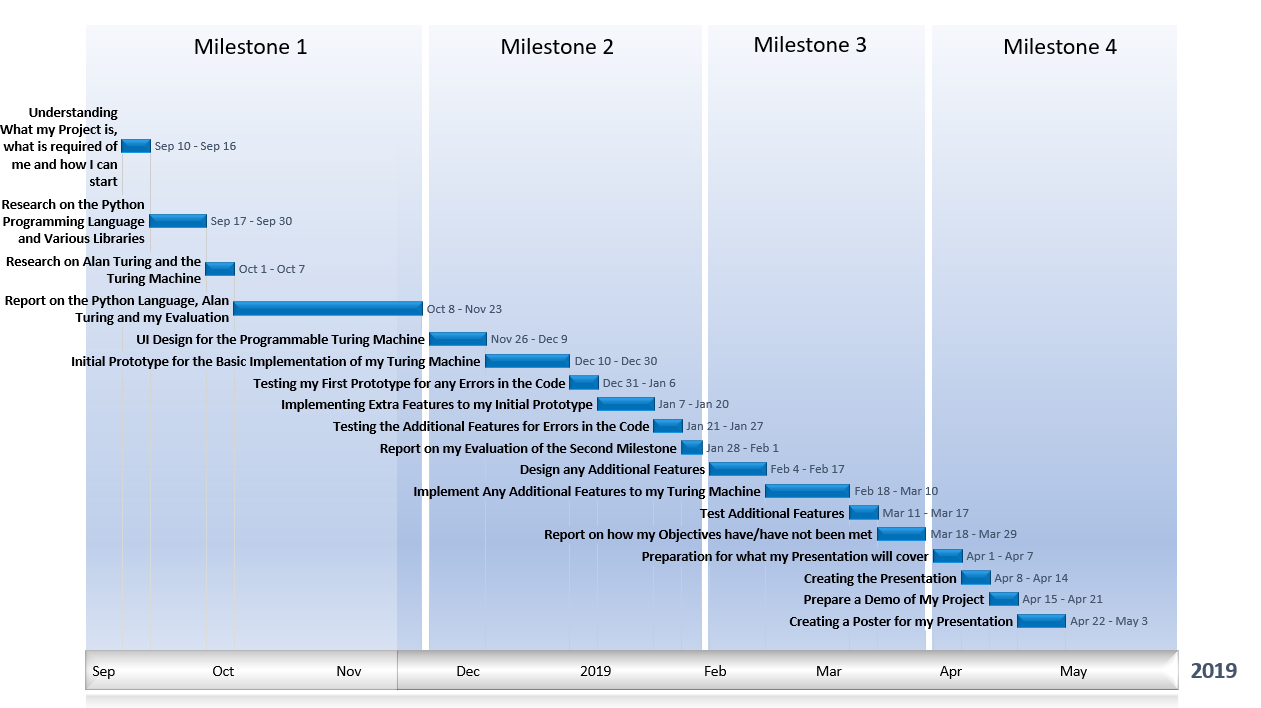 Milestone 1
Milestone 2
Milestone 3
Milestone 4
Understanding
What my Project is,
what is required of
me and how I can
start
Sep 10 - Sep 16
Research on the Python
Programming Language
and Various Libraries
Sep 17 - Sep 30
Research on Alan Turing and the
Turing Machine
Oct 1 - Oct 7
Report on the Python Language, Alan
Turing and my Evaluation
Oct 8 - Nov 23
UI Design for the Programmable Turing Machine
Nov 26 - Dec 9
Initial Prototype for the Basic Implementation of my Turing Machine
Dec 10 - Dec 30
Testing my First Prototype for any Errors in the Code
Dec 31 - Jan 6
Implementing Extra Features to my Initial Prototype
Jan 7 - Jan 20
Testing the Additional Features for Errors in the Code
Jan 21 - Jan 27
Report on my Evaluation of the Second Milestone
Jan 28 - Feb 1
Design any Additional Features
Feb 4 - Feb 17
Implement Any Additional Features to my Turing Machine
Feb 18 - Mar 10
Test Additional Features
Mar 11 - Mar 17
Report on how my Objectives have/have not been met
Mar 18 - Mar 29
Preparation for what my Presentation will cover
Apr 1 - Apr 7
Creating the Presentation
Apr 8 - Apr 14
Prepare a Demo of My Project
Apr 15 - Apr 21
Creating a Poster for my Presentation
Apr 22 - May 3
Sep
Oct
Nov
Dec
2019
Feb
Mar
Apr
May
2019